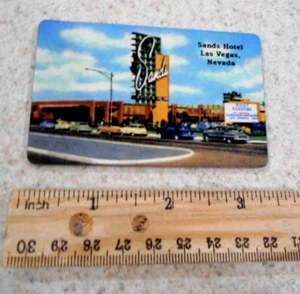 Sands
Sands Hotel
Las Vegas,
Nevada
Inch 1 2 3
30 29 28 27 26 25 24 23 22 21